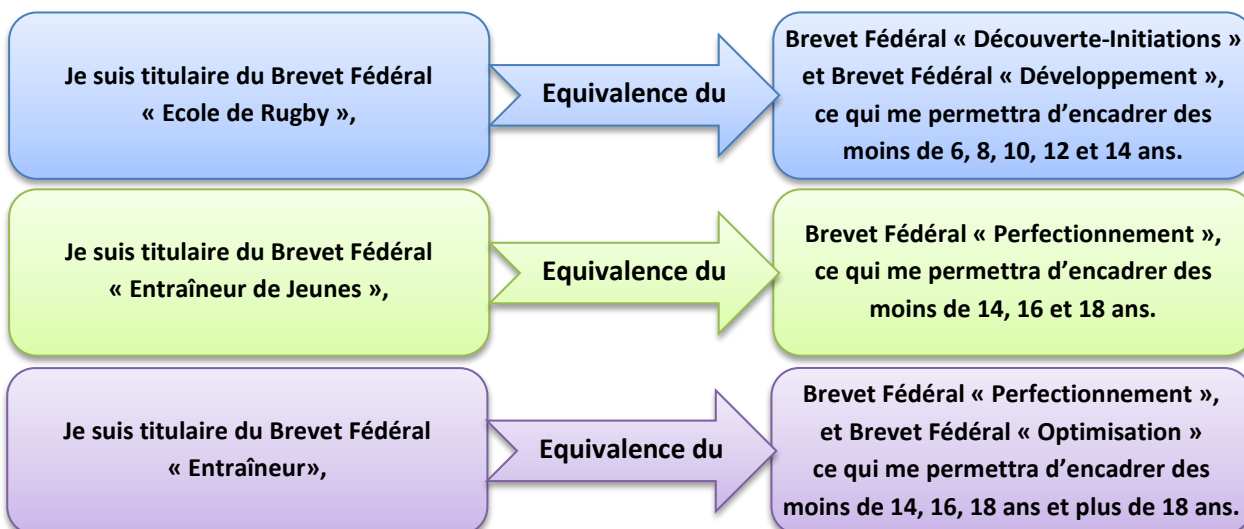 Je suis titulaire du Brevet Fédéral
« Ecole de Rugby »,
Equivalence du
Brevet Fédéral « Découverte-Initiations »
et Brevet Fédéral « Développement »,
ce qui me permettra d’encadrer des
moins de 6, 8, 10, 12 et 14 ans.
Je suis titulaire du Brevet Fédéral
« Entraîneur de Jeunes »,
Equivalence du
Brevet Fédéral « Perfectionnement »,
ce qui me permettra d’encadrer des
moins de 14, 16 et 18 ans.
Je suis titulaire du Brevet Fédéral
« Entraîneur»,
Equivalence du
Brevet Fédéral « Perfectionnement »,
et Brevet Fédéral « Optimisation »
ce qui me permettra d’encadrer des
moins de 14, 16, 18 ans et plus de 18 ans.